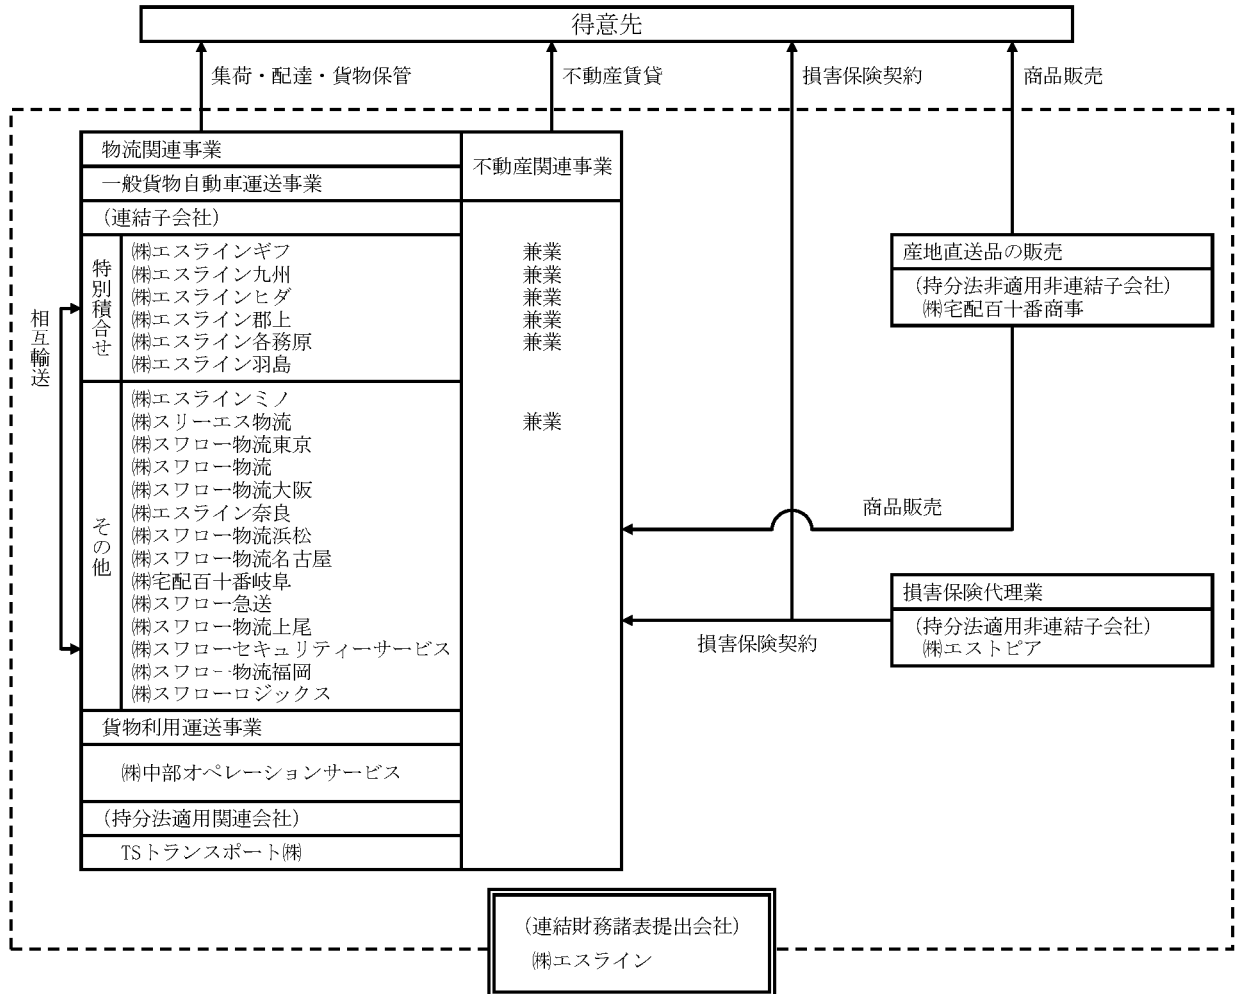 得意先
集荷・配達・貨物保管
不動産賃貸
損害保険契約
商品販売
物流関連事業
不動産関連事業
一般貨物自動車運送事業
(連結子会社)
特別積合せ
㈱エスラインギフ 兼業
㈱エスライン九州 兼業
㈱エスラインヒダ 兼業
㈱エスライン郡上 兼業
㈱エスライン各務原 兼業
㈱エスライン羽島
相互輸送
その他
㈱エスラインミノ
㈱スリーエス物流 兼業
㈱スワロー物流東京
㈱スワロー物流
㈱スワロー物流大阪
㈱エスライン奈良
㈱スワロー物流浜松
㈱スワロー物流名古屋
㈱宅配百十番岐阜
㈱スワロー急送
㈱スワロー物流上尾
㈱スワローセキュリティーサービス
㈱スワロー物流福岡
㈱スワローロジックス
貨物利用運送事業
㈱中部オペレーションサービス
(持分法適用関連会社)
TSトランスポート㈱
産地直送品の販売
(持分法非適用非連結子会社)
㈱宅配百十番商事
商品販売
損害保険代理業
(持分法適用非連結子会社)
㈱エストピア
損害保険契約
(連結財務諸表提出会社)
㈱エスライン